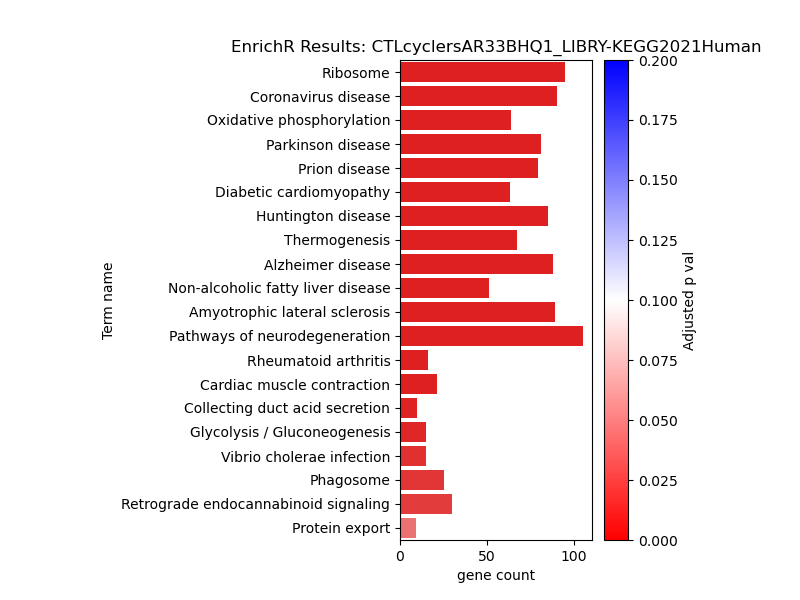 EnrichR Results: CTLcyclersAR33BHQ1_LIBRY-KEGG2021Human
Term name
Ribosome
Coronavirus disease
Oxidative phosphorylation
Parkinson disease
Prion disease
Diabetic cardiomyopathy
Huntington disease
Thermogenesis
Alzheimer disease
Non-alcoholic fatty liver disease
Amyotrophic lateral sclerosis
Pathways of neurodegeneration
Rheumatoid arthritis
Cardiac muscle contraction
Collecting duct acid secretion
Glycolysis / Gluconeogenesis
Vibrio cholerae infection
Phagosome
Retrograde endocannabinoid signaling
Protein export
0 50 100
gene count
0.200
0.175
0.150
0.125
0.100
0.075
0.050
0.025
0.000
Adjusted p val